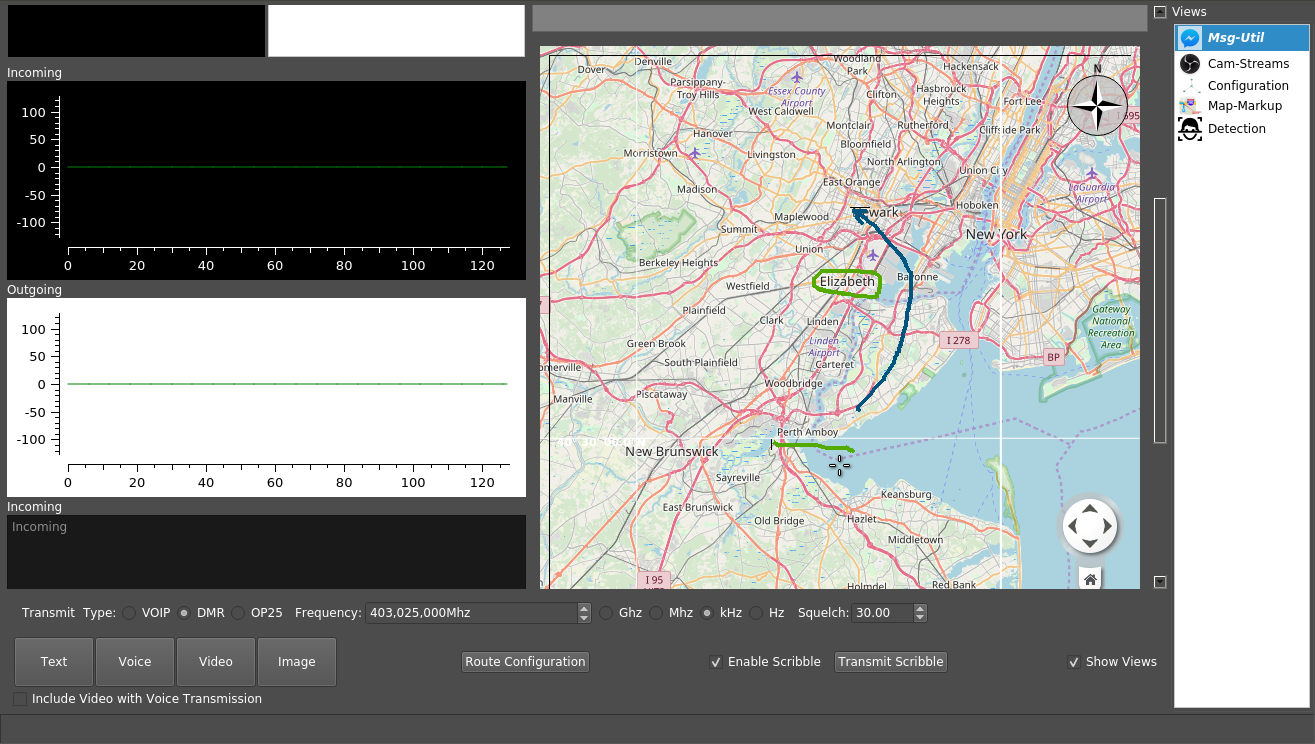 Views
Msg-Util
Cam-Streams
Configuration
Map-Markup
Detection
Incoming
100
50
0
-50
-100
0 20 40 60 80 100 120
Outgoing
100
50
0
-50
-100
0 20 40 60 80 100 120
Incoming
Incoming
N
Dover
Denville
Parsippany-
Troy Hills
Essex County
Airport
West Caldwell
Woodland
Park
Hackensack
Clifton
Hasbrouck
Heights
Fort Lee
I 695
Hanover
Montclair
Rutherford
Cliffside Park
Morristown
Livingston
Bloomfield
North Arlington
Union City
LaGuardia
Airport
Madison
East Orange
Maplewood
wark
Hoboken
Summit
Union
New York
Berkeley Heights
Westfield
Elizabeth
Bayonne
Plainfield
Clark
Linden
Gateway
National
Recreation
Area
Green Brook
Linden
Airport
I 278
BP
omerville
South Plainfield
Carteret
Manville
Piscataway
Woodbridge
Perth Amboy
New Brunswick
Sayreville
Keansburg
East Brunswick
Old Bridge
Hazlet
Middletown
I 95
Holmdel
Red Bank
Transmit Type: VOIP DMR OP25 Frequency: 403,025,000Mhz Ghz Mhz kHz Hz Squelch: 30.00
Text Voice Video Image Route Configuration Enable Scribble Transmit Scribble Show Views
Include Video with Voice Transmission